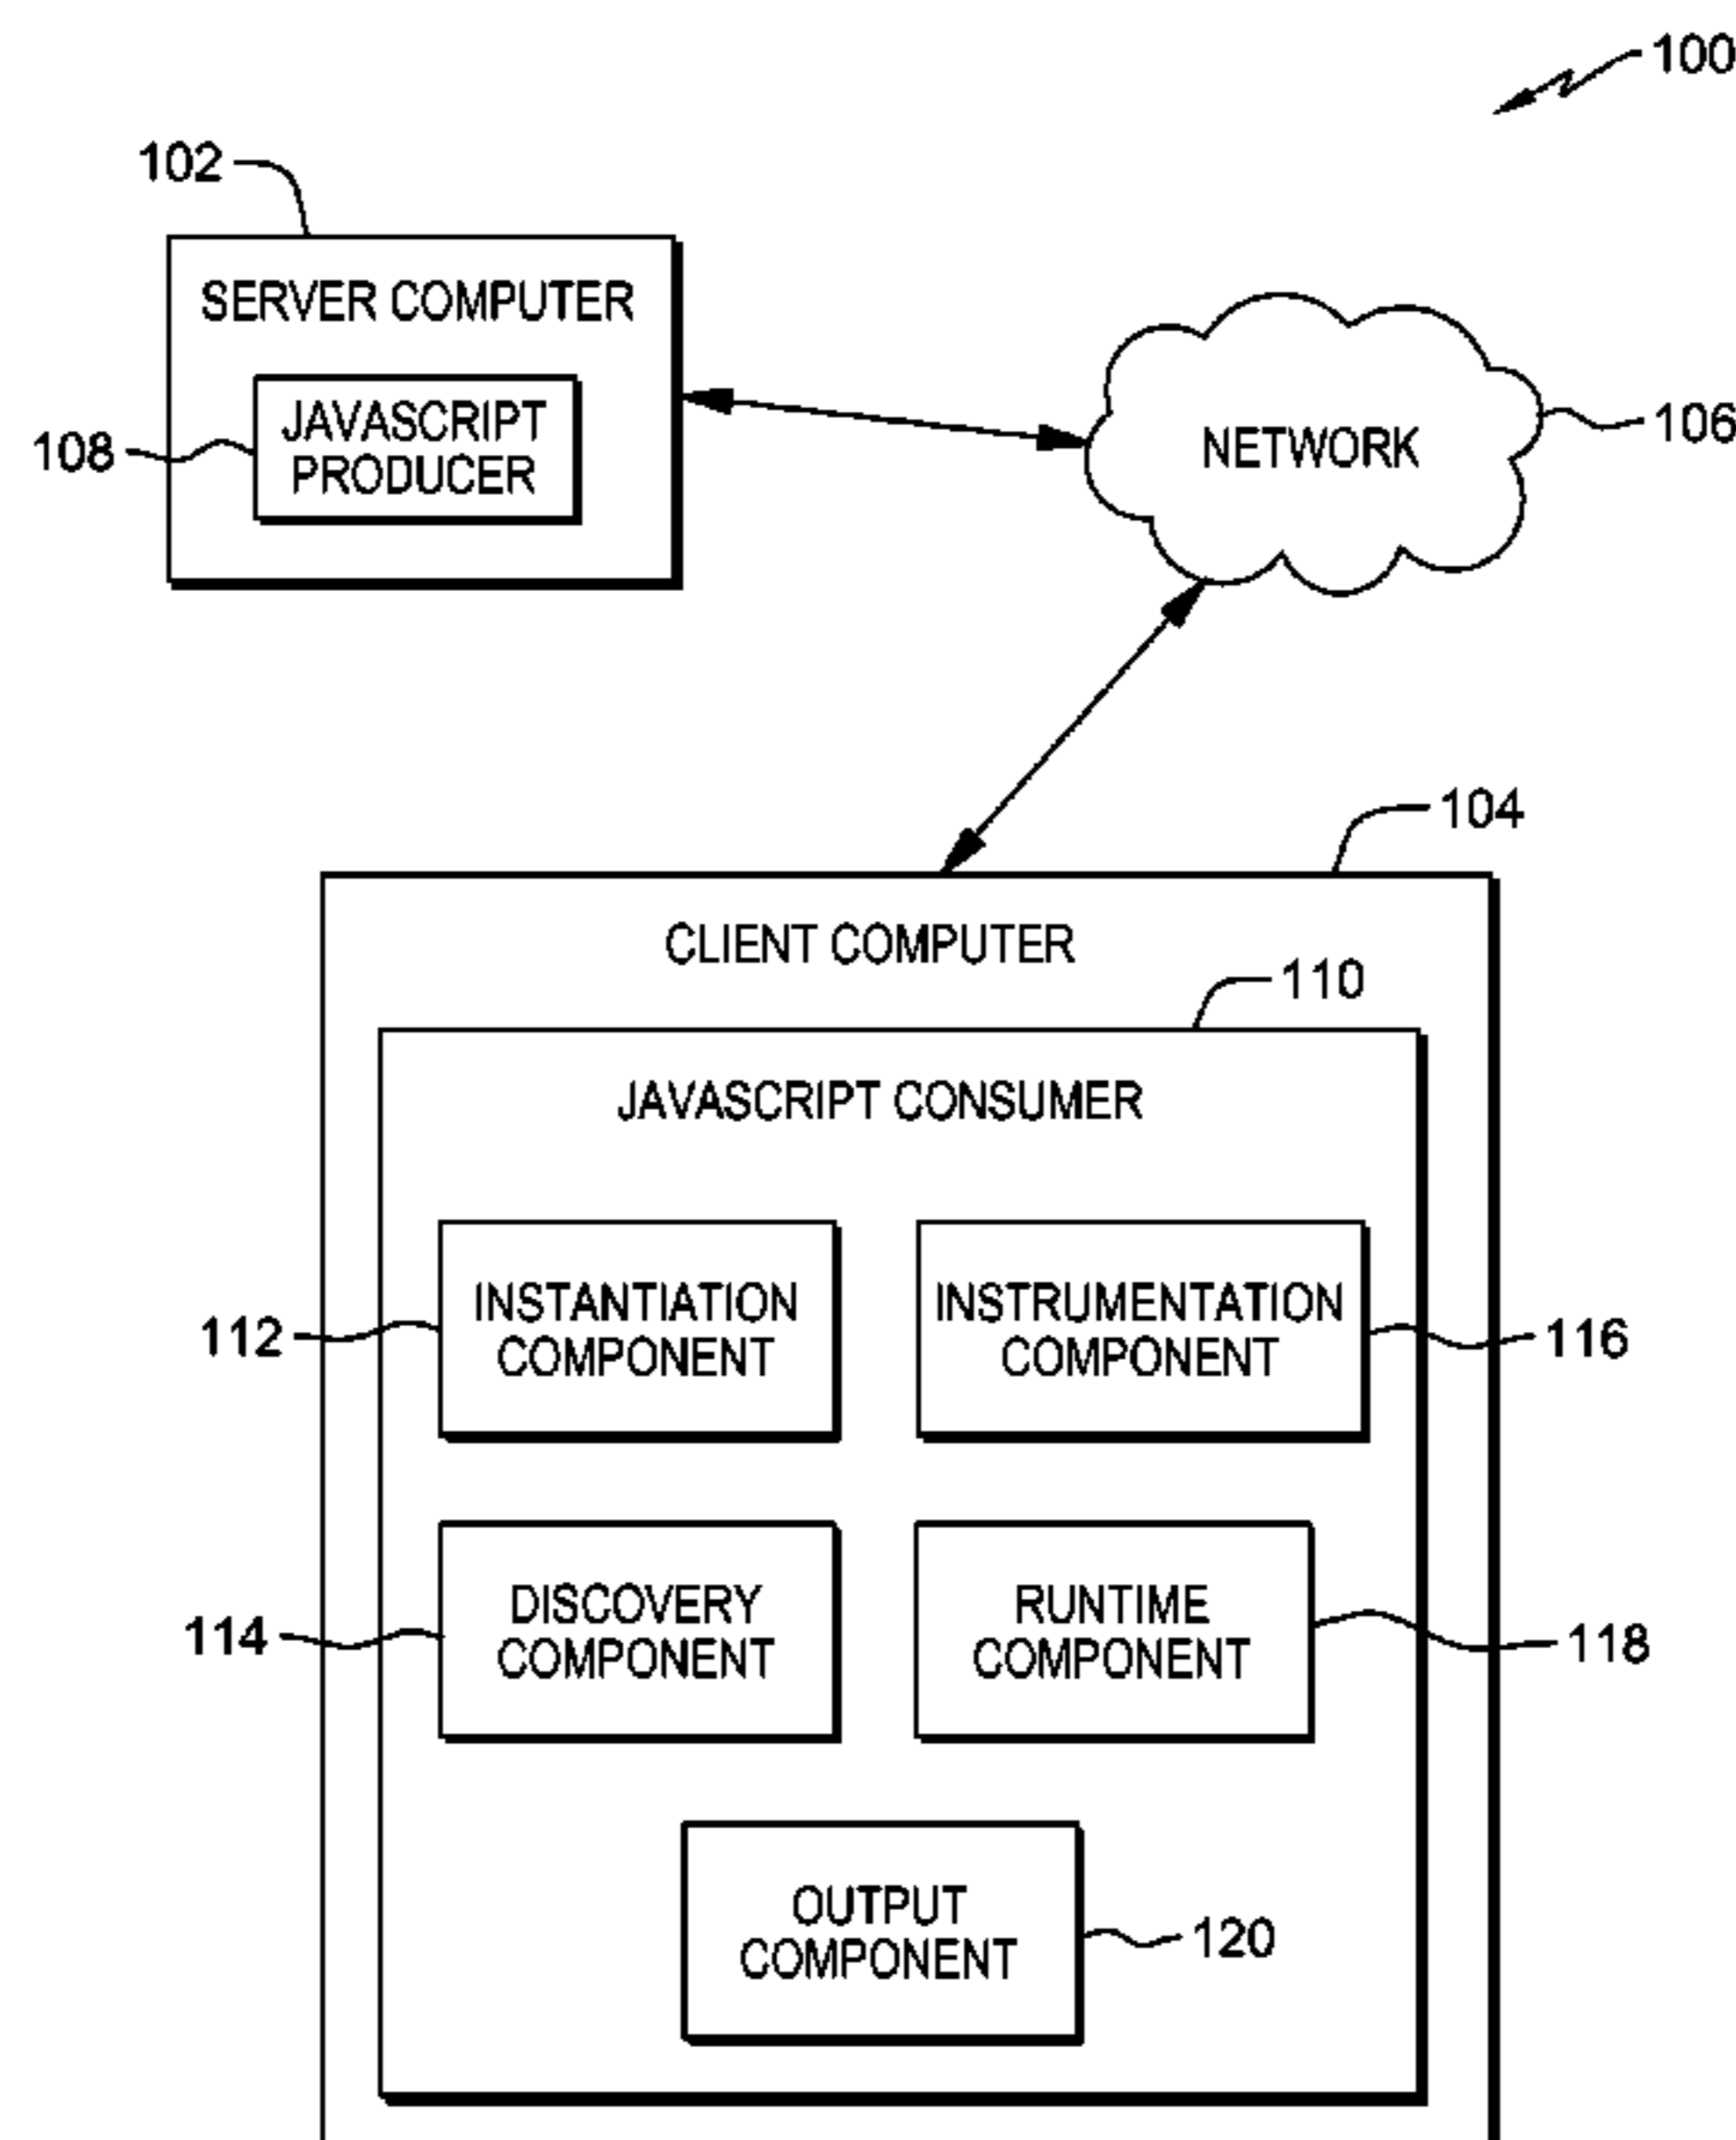 100
102
SERVER COMPUTER
JAVASCRIPT
PRODUCER
108
NETWORK
106
104
CLIENT COMPUTER
110
JAVASCRIPT CONSUMER
INSTANTIATION
COMPONENT
112
INSTRUMENTATION
COMPONENT
116
DISCOVERY
COMPONENT
114
RUNTIME
COMPONENT
118
OUTPUT
COMPONENT
120